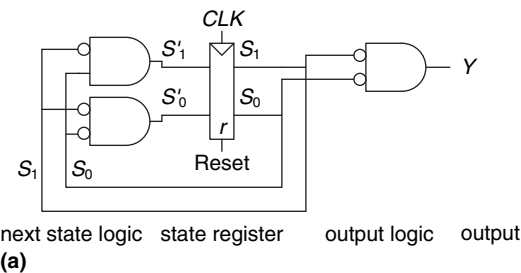 CLK
S'1 S1
Y
S'0 S0
r
S1 S0 Reset
next state logic state register output logic output
(a)